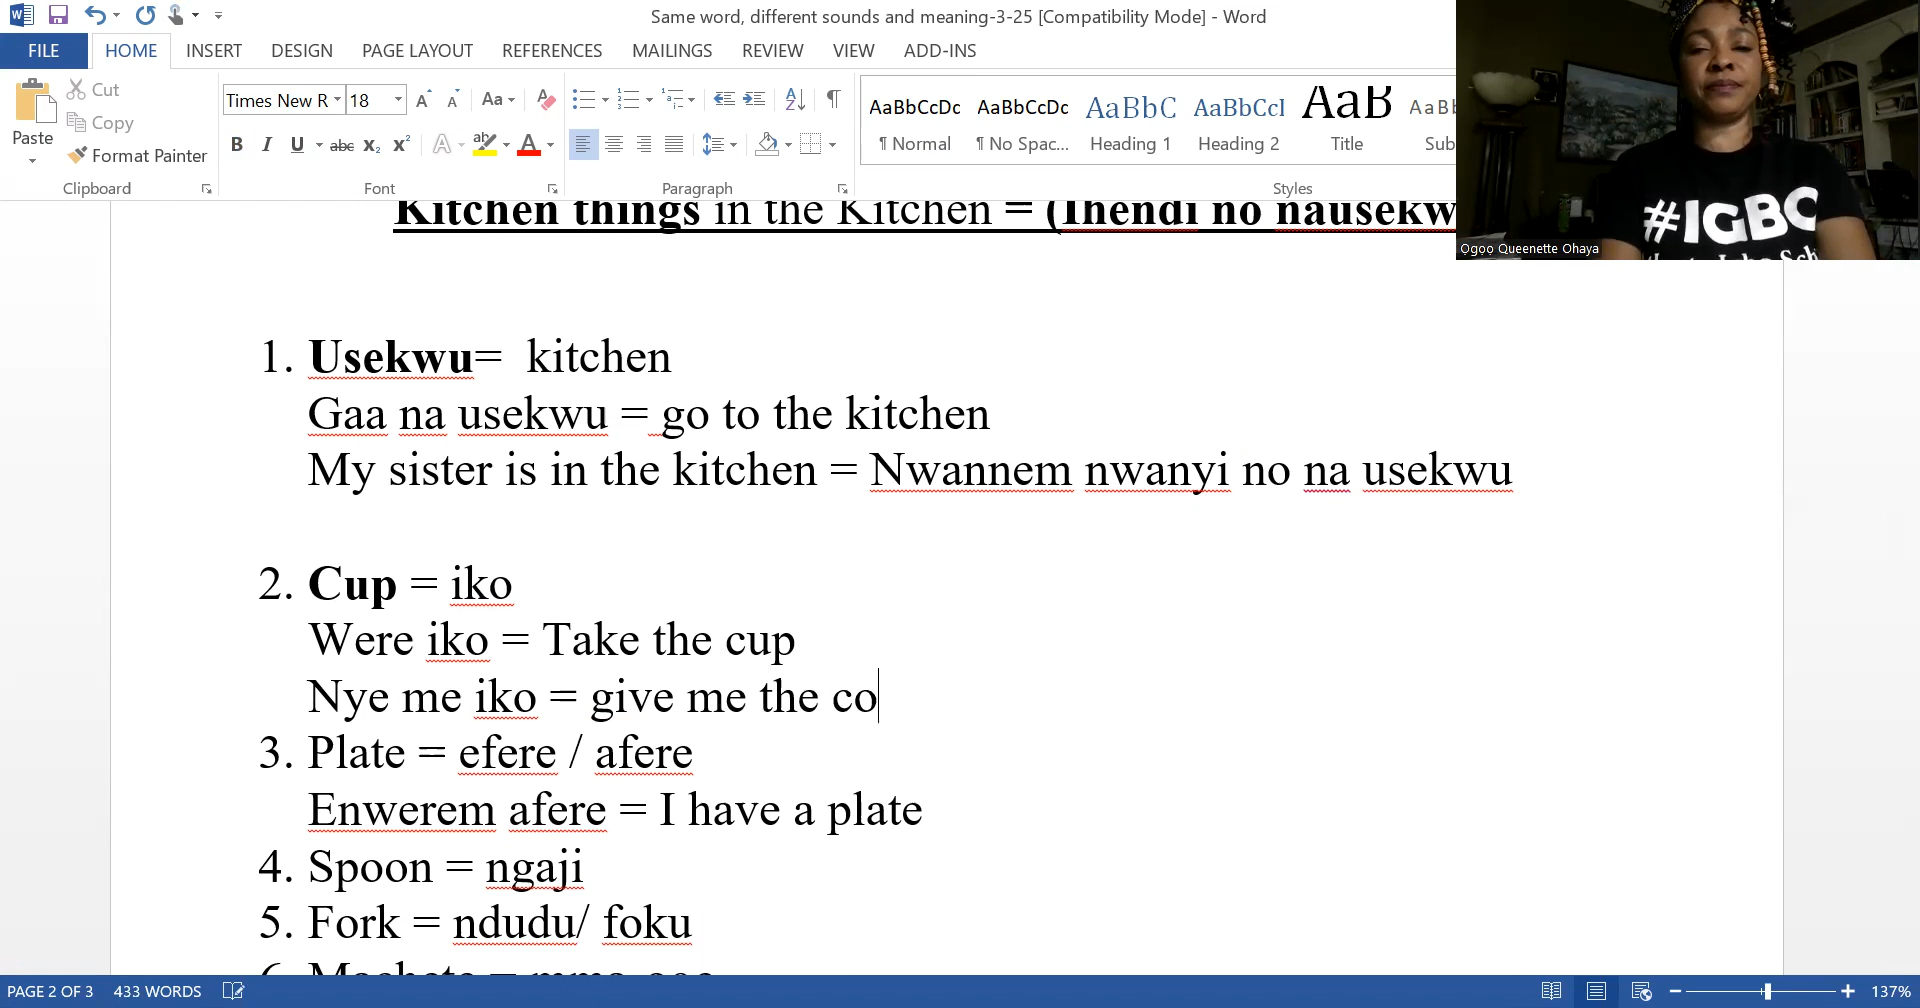 Same word, different sounds and meaning-3-25 [Compatibility Mode] - Word
FILE HOME INSERT DESIGN PAGE LAYOUT REFERENCES MAILINGS REVIEW VIEW ADD-INS
Cut
Copy
Paste
Format Painter
Times New R 18
AaBbCcDc AaBbCcDc AaBbC AaBbCcI AaB AaBb
¶ Normal ¶ No Spac... Heading 1 Heading 2 Title Sub
Clipboard Font Paragraph Styles
#IGBO
Ọgọọ Queenette Ohaya
Kitchen things in the Kitchen = (Ihendi no nausekw
1. Usekwu= kitchen
Gaa na usekwu = go to the kitchen
My sister is in the kitchen = Nwannem nwanyi no na usekwu
2. Cup = iko
Were iko = Take the cup
Nye me iko = give me the co
3. Plate = efere / afere
Enwerem afere = I have a plate
4. Spoon = ngaji
5. Fork = ndudu/ foku
PAGE 2 OF 3 433 WORDS 137%